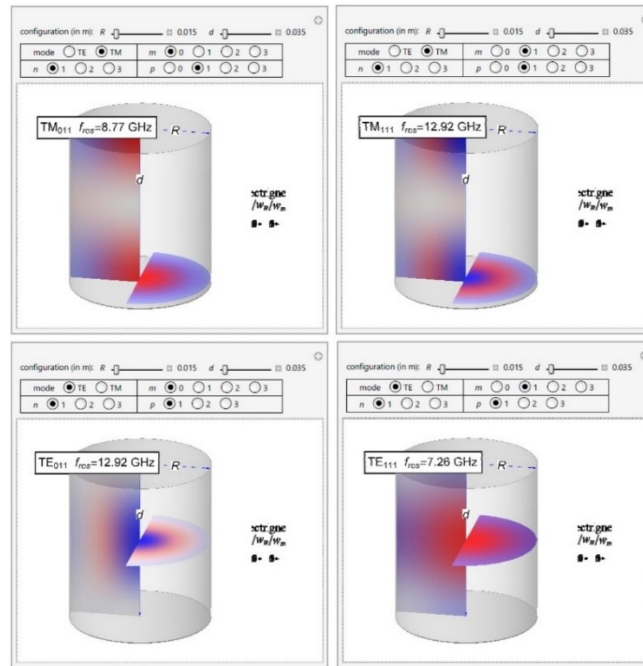 configuration (in m): R 0.015 d 0.035
mode TE TM m 0 1 2 3
n 1 2 3 p 0 1 2 3
TM011 fres=8.77 GHz
R
d
configuration (in m): R 0.015 d 0.035
mode TE TM m 0 1 2 3
n 1 2 3 p 0 1 2 3
TM111 fres=12.92 GHz
R
d
configuration (in m): R 0.015 d 0.035
mode TE TM m 0 1 2 3
n 1 2 3 p 1 2 3
TE011 fres=12.92 GHz
R
d
configuration (in m): R 0.015 d 0.035
mode TE TM m 0 1 2 3
n 1 2 3 p 1 2 3
TE111 fres=7.26 GHz
R
d